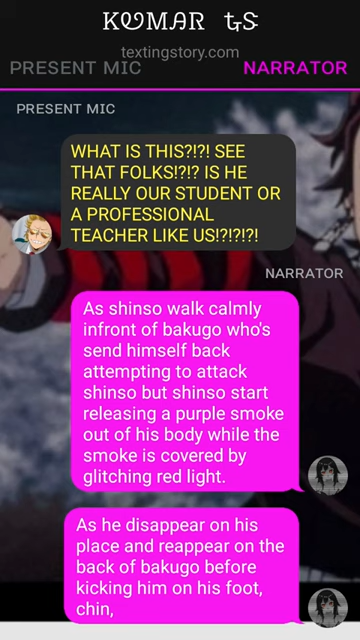 KUMAR ts
textingstory.com
PRESENT MIC
NARRATOR
PRESENT MIC
WHAT IS THIS?!?! SEE
THAT FOLKS!?!? IS HE
REALLY OUR STUDENT OR
A PROFESSIONAL
TEACHER LIKE US!?!?!?!
NARRATOR
As shinso walk calmly
infront of bakugo who's
send himself back
attempting to attack
shinso but shinso start
releasing a purple smoke
out of his body while the
smoke is covered by
glitching red light.
As he disappear on his
place and reappear on the
back of bakugo before
kicking him on his foot,
chin,